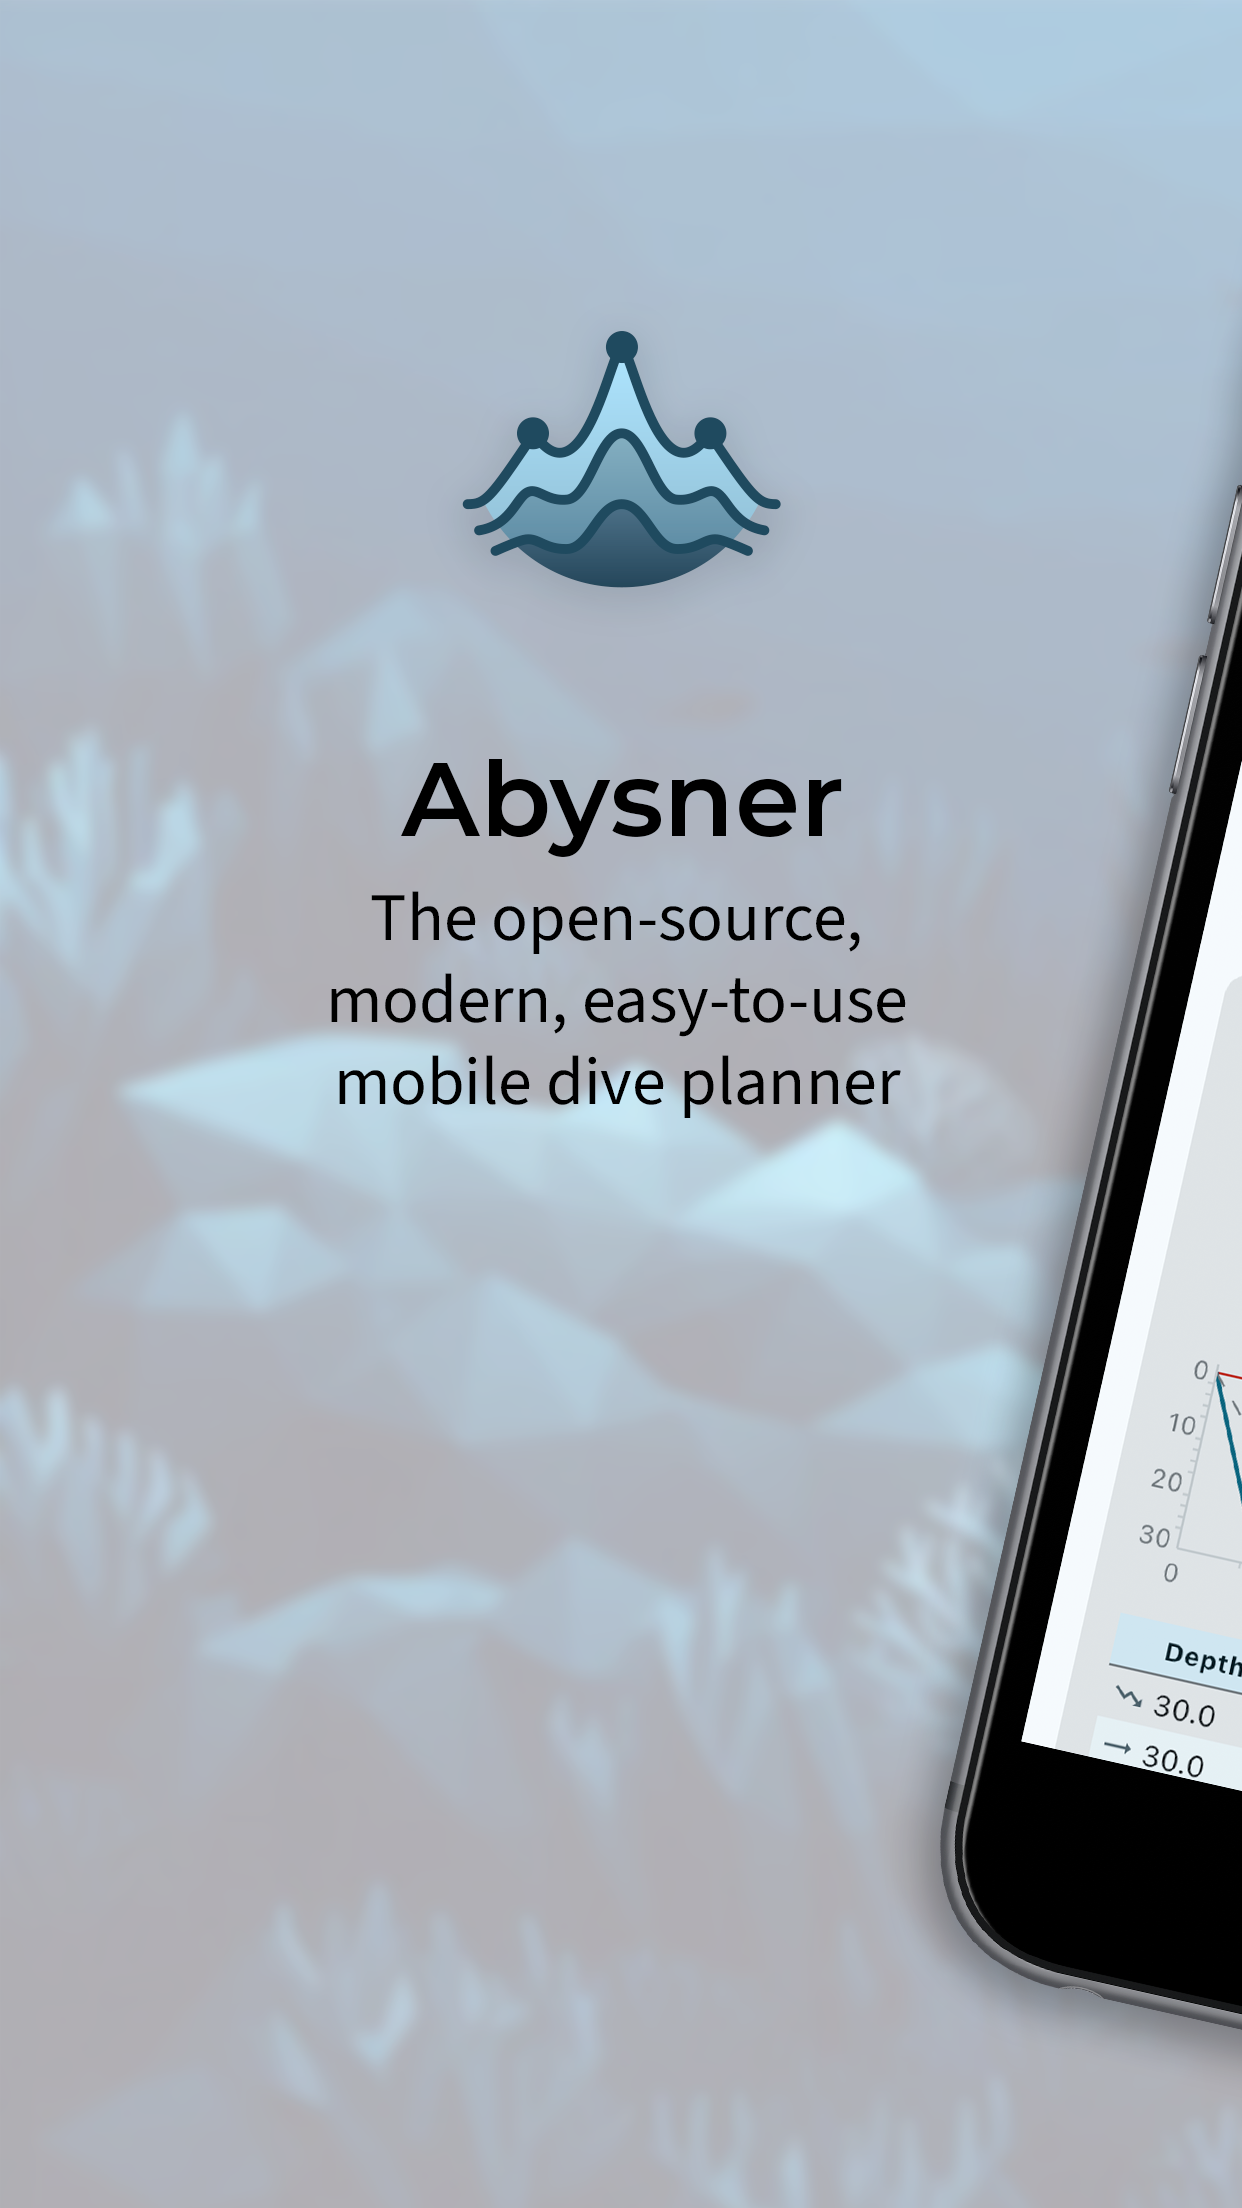 Abysner
The open-source,
modern, easy-to-use
mobile dive planner
0
10
20
30
0
Depth
30.0
30.0